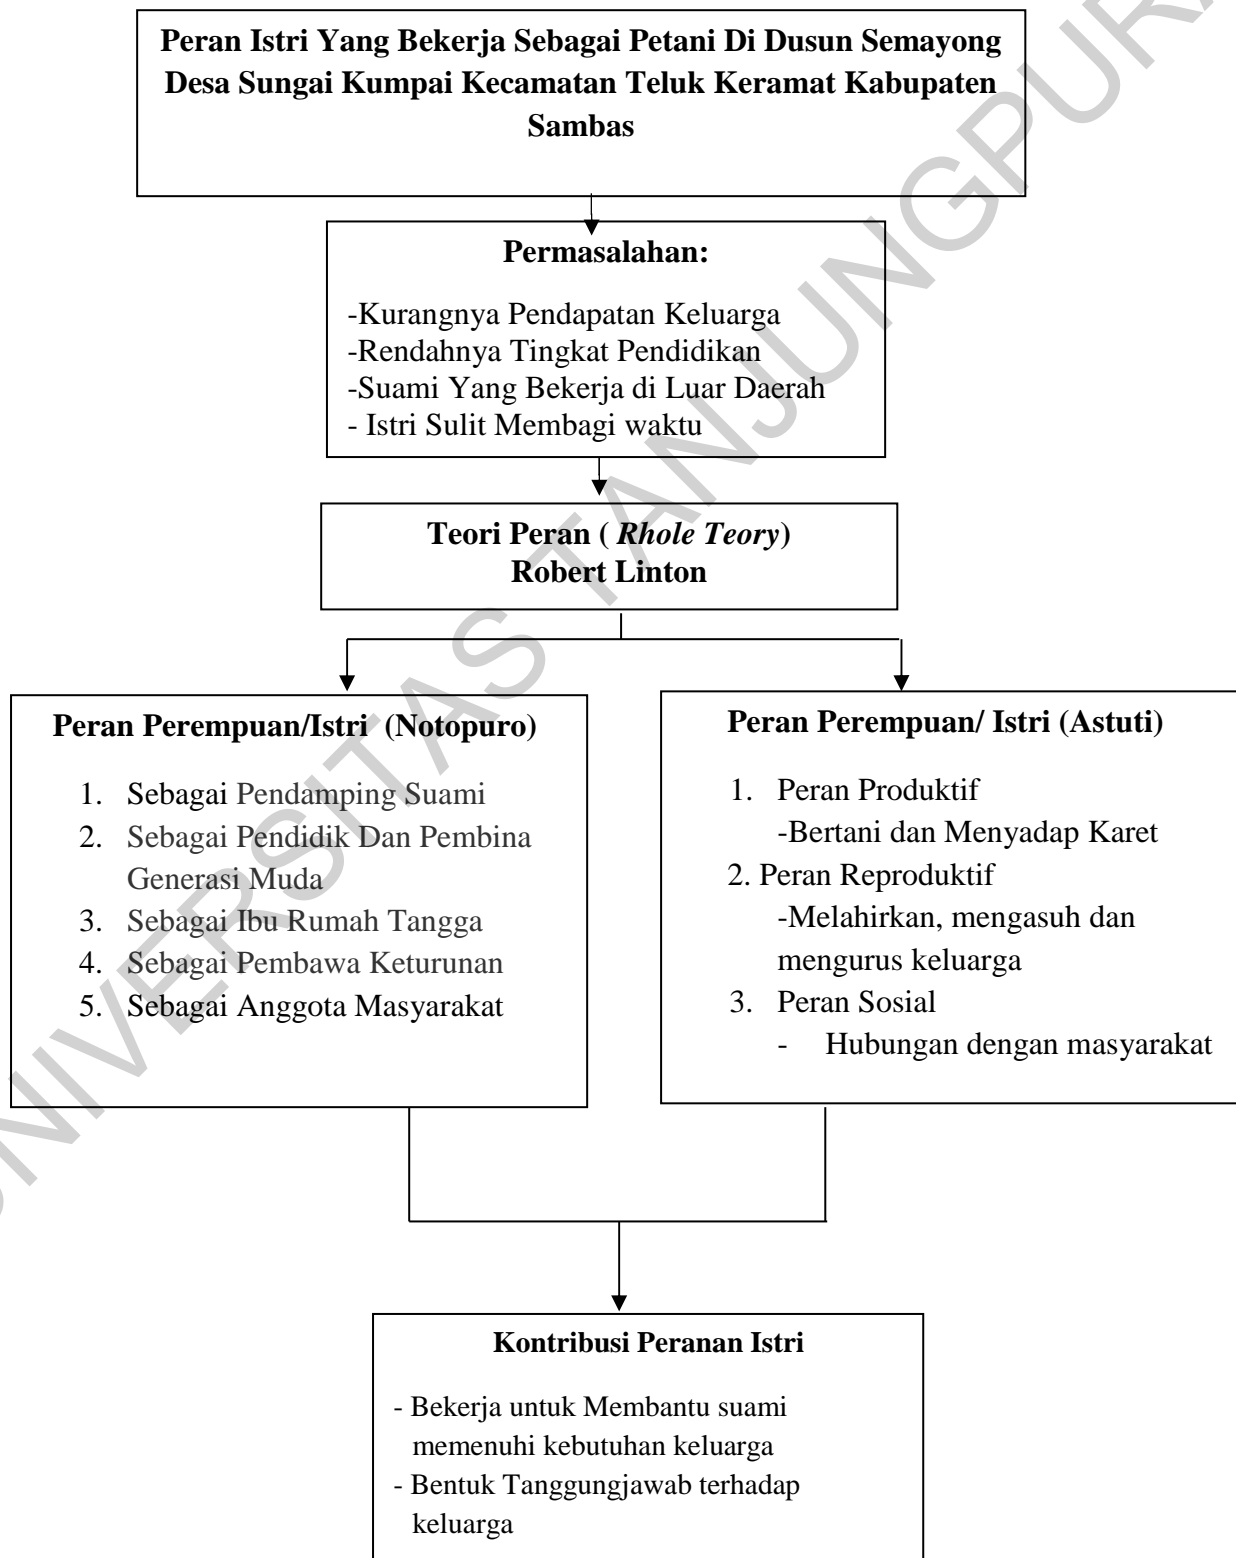 Peran Istri Yang Bekerja Sebagai Petani Di Dusun Semayong
Desa Sungai Kumpai Kecamatan Teluk Keramat Kabupaten
Sambas
Permasalahan:
-Kurangnya Pendapatan Keluarga
-Rendahnya Tingkat Pendidikan
-Suami Yang Bekerja di Luar Daerah
- Istri Sulit Membagi waktu
Teori Peran ( Rhole Teory)
Robert Linton
Peran Perempuan/Istri (Notopuro)
1. Sebagai Pendamping Suami
2. Sebagai Pendidik Dan Pembina
Generasi Muda
3. Sebagai Ibu Rumah Tangga
4. Sebagai Pembawa Keturunan
5. Sebagai Anggota Masyarakat
Peran Perempuan/ Istri (Astuti)
1. Peran Produktif
-Bertani dan Menyadap Karet
2. Peran Reproduktif
-Melahirkan, mengasuh dan
mengurus keluarga
3. Peran Sosial
- Hubungan dengan masyarakat
Kontribusi Peranan Istri
- Bekerja untuk Membantu suami
memenuhi kebutuhan keluarga
- Bentuk Tanggungjawab terhadap
keluarga
UNIVERSITAS TANJUNGPURA